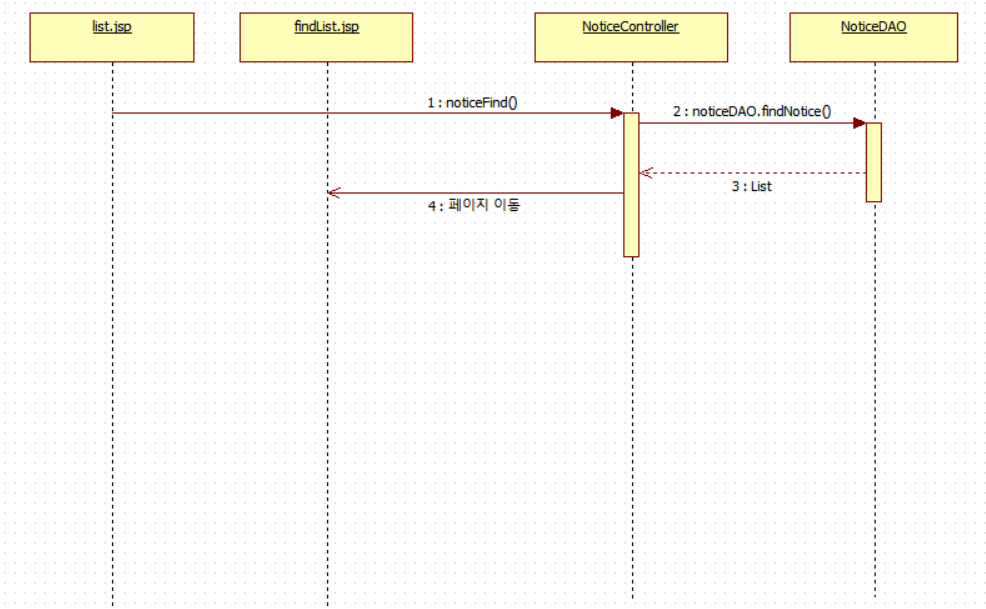 list.jsp
findList.jsp
NoticeController
NoticeDAO
1 : noticeFind()
2 : noticeDAO.findNotice()
3 : List
4 : 페이지 이동